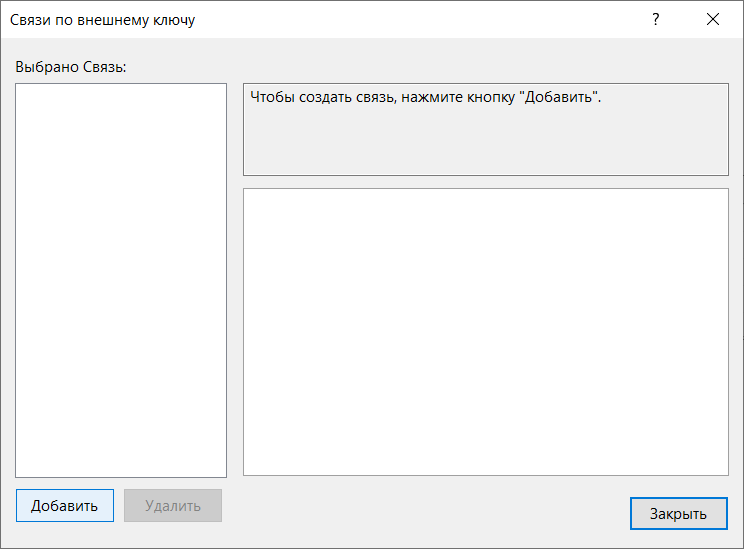 Связи по внешнему ключу
?
Выбрано Связь:
Чтобы создать связь, нажмите кнопку "Добавить".
Добавить
Удалить
Закрыть